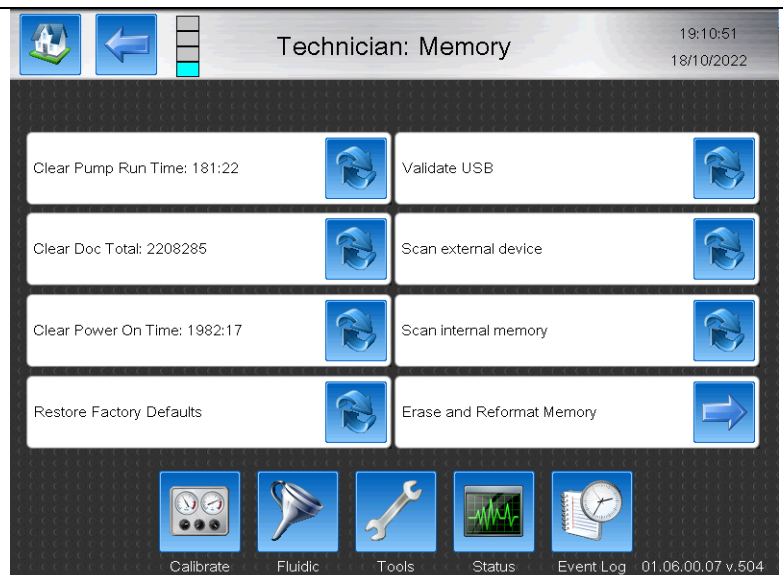 Technician: Memory
19:10:51
18/10/2022
Clear Pump Run Time: 181:22
Validate USB
Clear Doc Total: 2208285
Scan external device
Clear Power On Time: 1982:17
Scan internal memory
Restore Factory Defaults
Erase and Reformat Memory
Calibrate
Fluidic
Tools
Status
Event Log
01.06.00.07 v.504